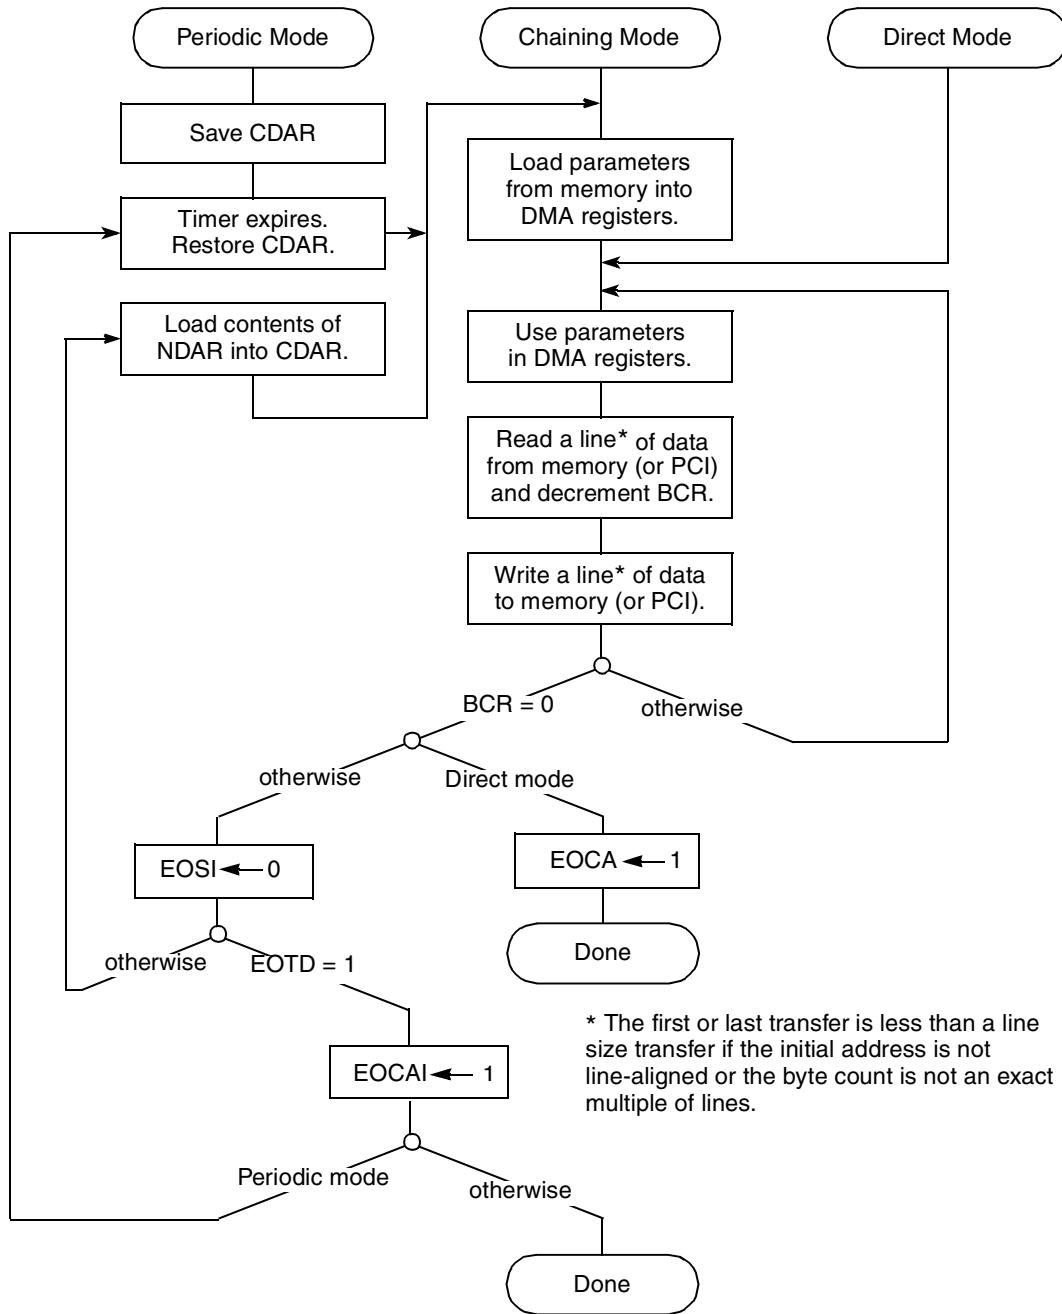 Periodic Mode
Chaining Mode
Direct Mode
Save CDAR
Load parameters
from memory into
DMA registers.
Timer expires.
Restore CDAR.
Load contents of
NDAR into CDAR.
Use parameters
in DMA registers.
Read a line* of data
from memory (or PCI)
and decrement BCR.
Write a line* of data
to memory (or PCI).
BCR = 0
otherwise
otherwise
Direct mode
EOSI ← 0
EOCA ← 1
Done
otherwise
EOTD = 1
* The first or last transfer is less than a line
size transfer if the initial address is not
line-aligned or the byte count is not an exact
multiple of lines.
EOCAI ← 1
Periodic mode
otherwise
Done